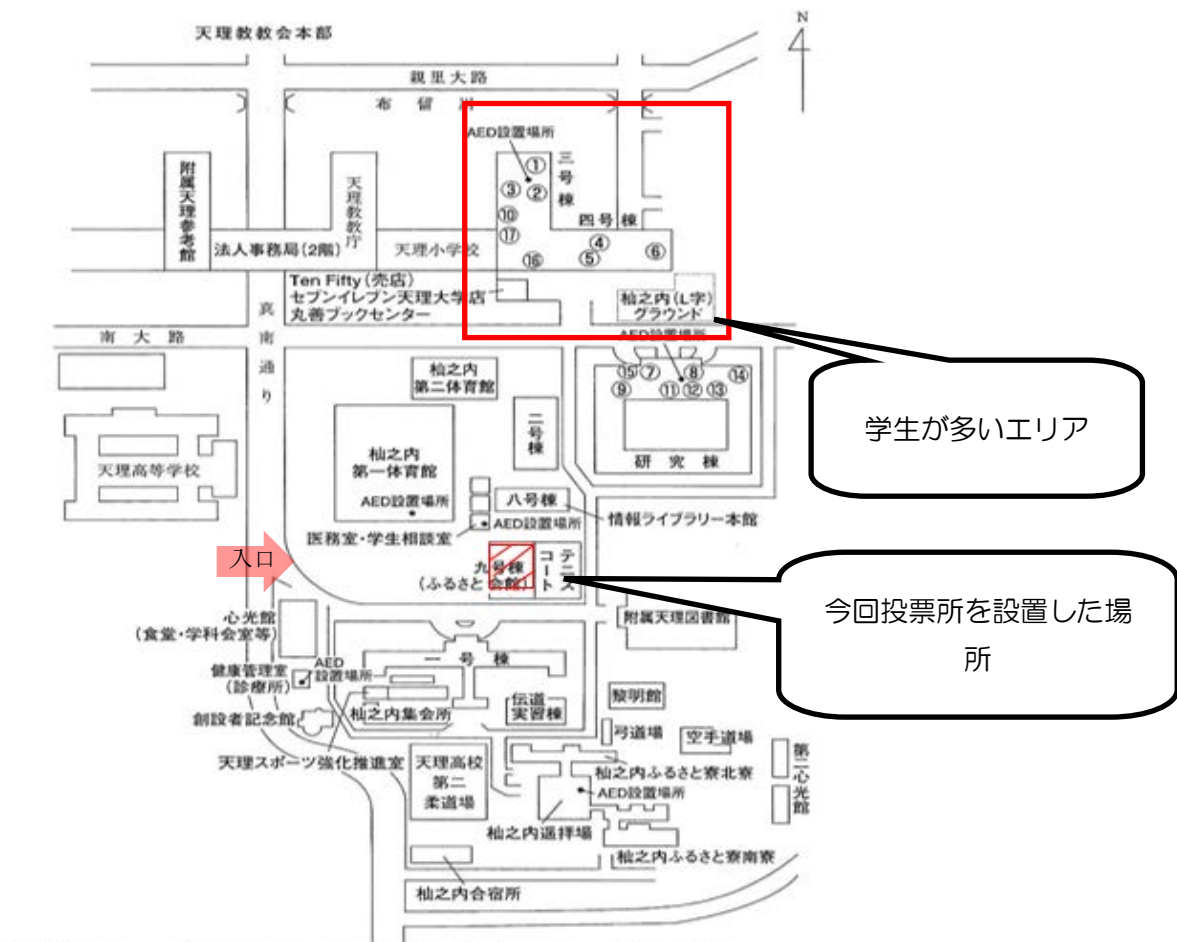 N
天理教教会本部
親里大路
布留川
AED設置場所
①
三号棟
③
②
附属天理参考館
天理教教庁
⑩
四号棟
⑰
④
法人事務局(2階)
天理小学校
⑥
⑯
⑤
Ten Fifty(売店)
セブンイレブン天理大学店
丸善ブックセンター
杣之内(L字)
グラウンド
真南通り
南大路
AED設置場所
杣之内
第二体育館
⑮
⑦
⑧
⑭
⑨
⑪
⑫
⑬
学生が多いエリア
二号棟
杣之内
第一体育館
研究棟
天理高等学校
AED設置場所
八号棟
情報ライブラリー本館
AED設置場所
医務室・学生相談室
入口
九号棟
(ふるさと会館)
テニス
コート
今回投票所を設置した場
所
心光館
(食堂・学科会室等)
附属天理図書館
一号棟
健康管理室
(診療所)
AED
設置場所
黎明館
伝道
実習棟
創設者記念館
杣之内集会所
弓道場
空手道場
天理スポーツ強化推進室
天理高校
第二
柔道場
杣之内ふるさと寮北寮
第二心光館
AED設置場所
杣之内遥拝場
杣之内ふるさと寮南寮
杣之内合宿所